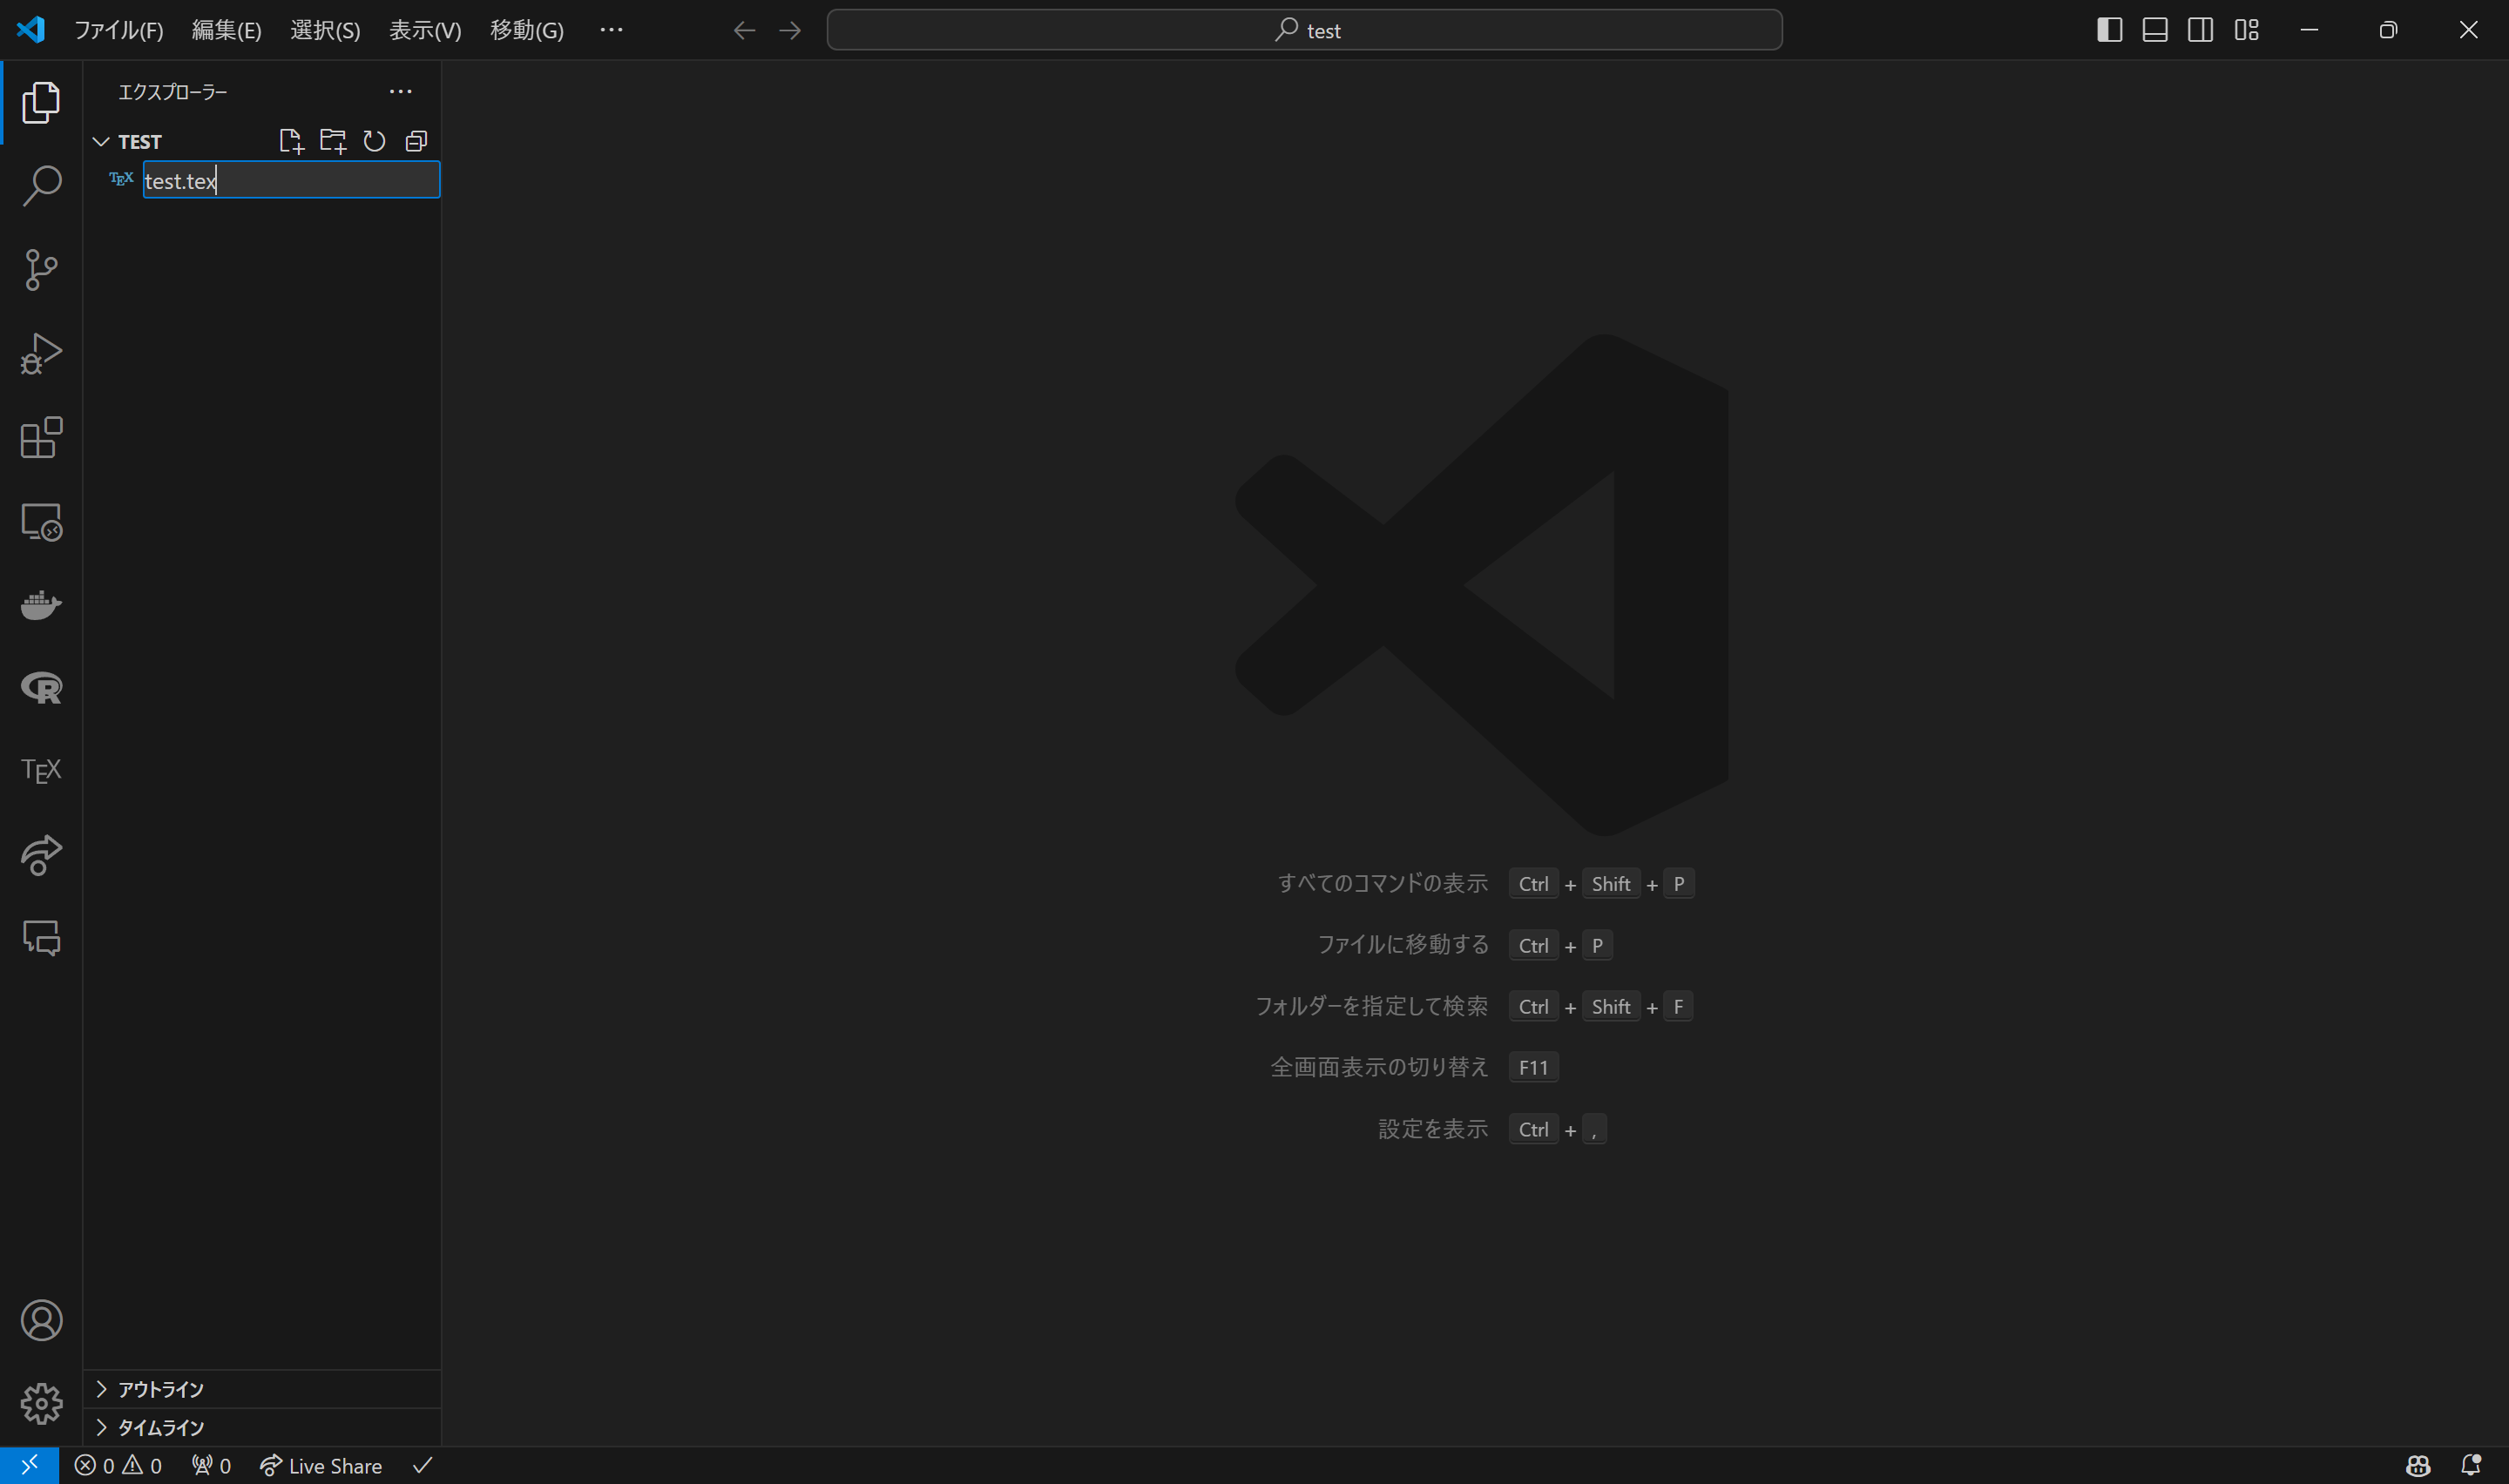 ファイル(F) 編集(E) 選択(S) 表示(V) 移動(G) ··· test
エクスプローラー ···
TEST
TEX test.tex
TEX
すべてのコマンドの表示 Ctrl + Shift + P
ファイルに移動する Ctrl + P
フォルダーを指定して検索 Ctrl + Shift + F
全画面表示の切り替え F11
設定を表示 Ctrl + ,
アウトライン
タイムライン
0 0 0 Live Share